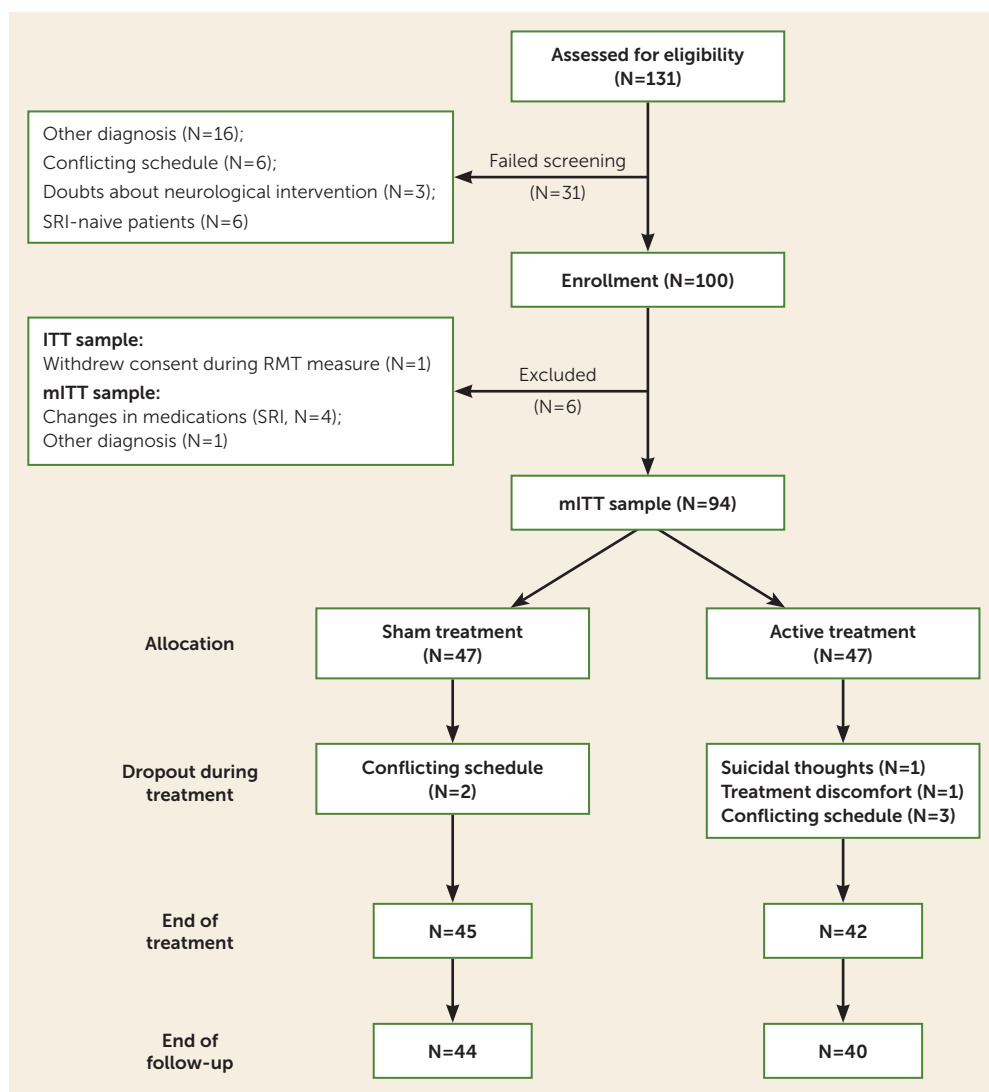 Assessed for eligibility
(N=131)
Other diagnosis (N=16);
Conflicting schedule (N=6);
Doubts about neurological intervention (N=3);
SRI-naive patients (N=6)
Failed screening
(N=31)
Enrollment (N=100)
ITT sample:
Withdrew consent during RMT measure (N=1)
mITT sample:
Changes in medications (SRI, N=4);
Other diagnosis (N=1)
Excluded
(N=6)
mITT sample (N=94)
Allocation
Sham treatment
(N=47)
Active treatment
(N=47)
Dropout during
treatment
Conflicting schedule
(N=2)
Suicidal thoughts (N=1)
Treatment discomfort (N=1)
Conflicting schedule (N=3)
End of
treatment
N=45
N=42
End of
follow-up
N=44
N=40